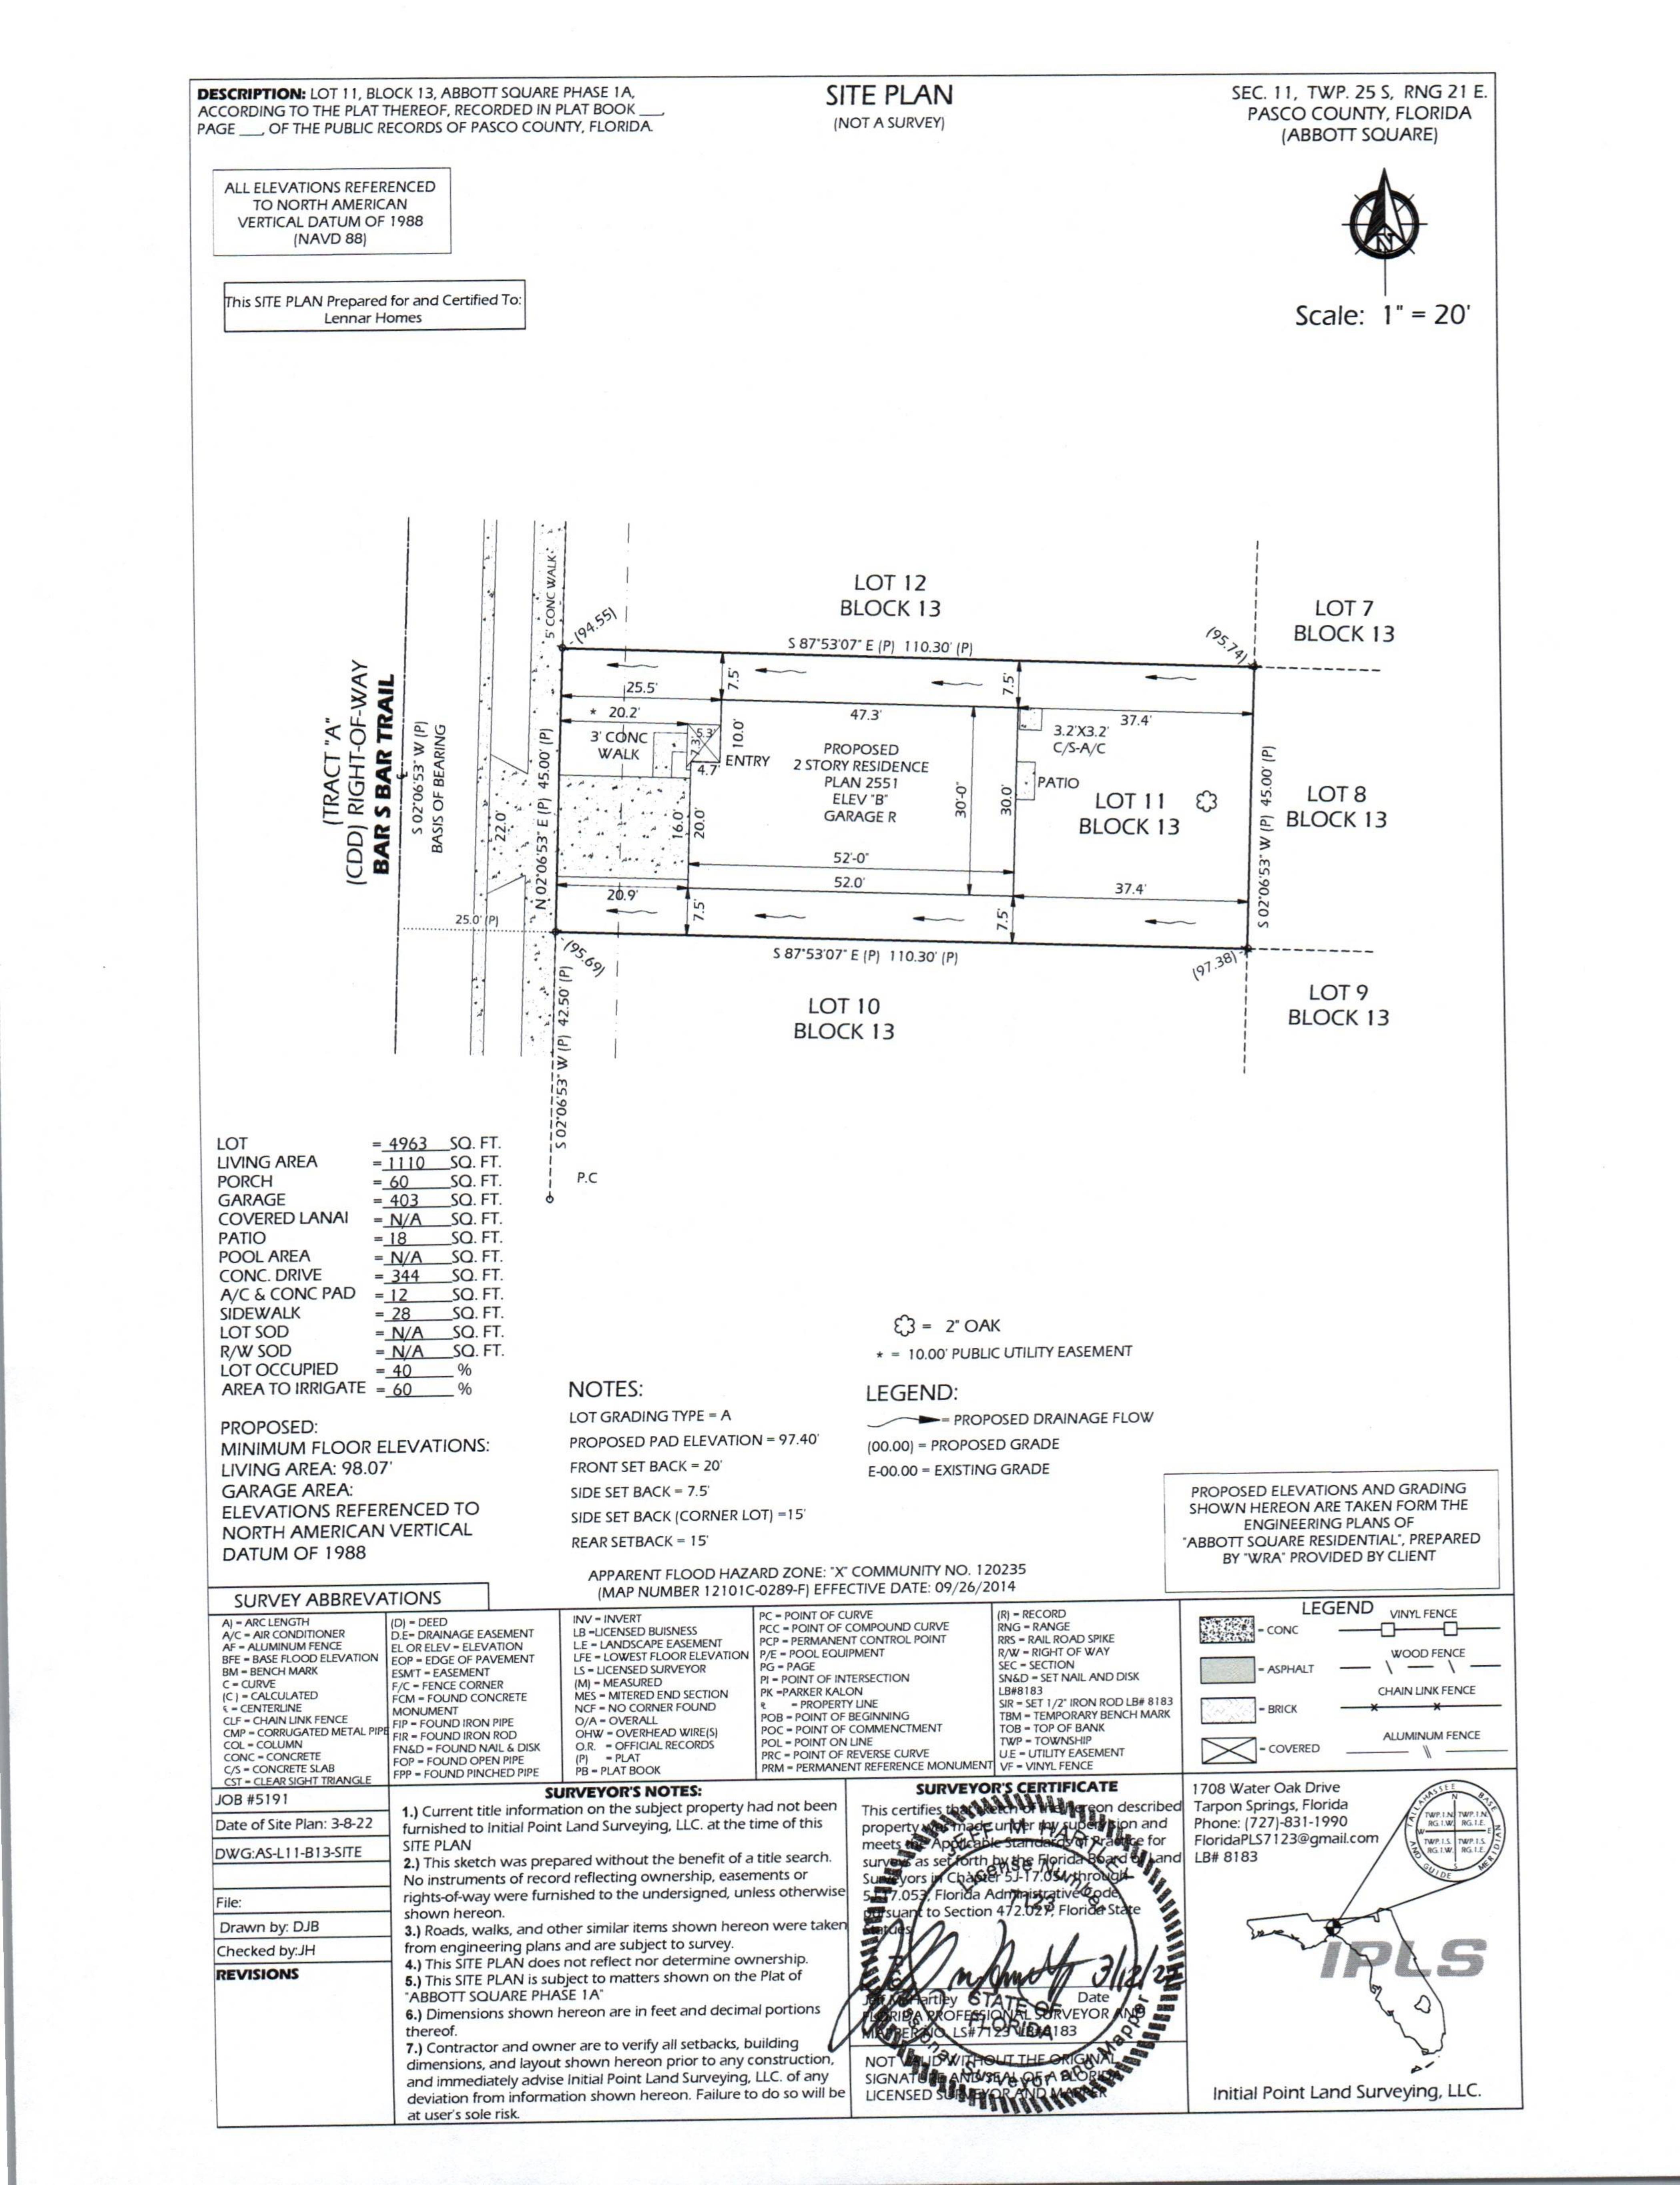 DESCRIPTION: LOT 11, BLOCK 13, ABBOTT SQUARE PHASE 1A,
ACCORDING TO THE PLAT THEREOF, RECORDED IN PLAT BOOK ___,
PAGE ___, OF THE PUBLIC RECORDS OF PASCO COUNTY, FLORIDA.
SITE PLAN
(NOT A SURVEY)
SEC. 11, TWP. 25 S, RNG 21 E.
PASCO COUNTY, FLORIDA
(ABBOTT SQUARE)
ALL ELEVATIONS REFERENCED
TO NORTH AMERICAN
VERTICAL DATUM OF 1988
(NAVD 88)
This SITE PLAN Prepared for and Certified To:
Lennar Homes
N
Scale: 1" = 20'
LOT 12
BLOCK 13
LOT 7
BLOCK 13
5' CONC WALK
(94.55)
S 87°53'07" E (P) 110.30' (P)
(95.74)
(TRACT "A"
(CDD) RIGHT-OF-WAY
BAR S BAR TRAIL
S 02°06'53" W (P)
BASIS OF BEARING
22.0'
N 02°06'53" E (P) 45.00' (P)
25.5'
7.5'
7.5'
* 20.2'
47.3'
37.4'
3' CONC
WALK
5.3'
7.3'
10.0'
4.7'
ENTRY
3.2'X3.2'
C/S-A/C
PROPOSED
2 STORY RESIDENCE
PLAN 2551
ELEV "B"
GARAGE R
PATIO
30'-0"
30.0'
16.0'
20.0'
LOT 11
BLOCK 13
LOT 8
BLOCK 13
S 02°06'53" W (P) 45.00' (P)
52'-0"
52.0'
20.9'
37.4'
7.5'
7.5'
25.0' (P)
(95.69)
S 87°53'07" E (P) 110.30' (P)
(97.38)
LOT 10
BLOCK 13
LOT 9
BLOCK 13
S 02°06'53" W (P) 42.50' (P)
P.C
LOT = 4963 SQ. FT.
LIVING AREA = 1110 SQ. FT.
PORCH = 60 SQ. FT.
GARAGE = 403 SQ. FT.
COVERED LANAI = N/A SQ. FT.
PATIO = 18 SQ. FT.
POOL AREA = N/A SQ. FT.
CONC. DRIVE = 344 SQ. FT.
A/C & CONC PAD = 12 SQ. FT.
SIDEWALK = 28 SQ. FT.
LOT SOD = N/A SQ. FT.
R/W SOD = N/A SQ. FT.
LOT OCCUPIED = 40 %
AREA TO IRRIGATE = 60 %
PROPOSED:
MINIMUM FLOOR ELEVATIONS:
LIVING AREA: 98.07'
GARAGE AREA:
ELEVATIONS REFERENCED TO
NORTH AMERICAN VERTICAL
DATUM OF 1988
NOTES:
LOT GRADING TYPE = A
PROPOSED PAD ELEVATION = 97.40'
FRONT SET BACK = 20'
SIDE SET BACK = 7.5'
SIDE SET BACK (CORNER LOT) =15'
REAR SETBACK = 15'
= 2" OAK
* = 10.00' PUBLIC UTILITY EASEMENT
LEGEND:
= PROPOSED DRAINAGE FLOW
(00.00) = PROPOSED GRADE
E-00.00 = EXISTING GRADE
PROPOSED ELEVATIONS AND GRADING
SHOWN HEREON ARE TAKEN FORM THE
ENGINEERING PLANS OF
"ABBOTT SQUARE RESIDENTIAL", PREPARED
BY "WRA" PROVIDED BY CLIENT
APPARENT FLOOD HAZARD ZONE: "X" COMMUNITY NO. 120235
(MAP NUMBER 12101C-0289-F) EFFECTIVE DATE: 09/26/2014
SURVEY ABBREVATIONS
A) = ARC LENGTH
A/C = AIR CONDITIONER
AF = ALUMINUM FENCE
BFE = BASE FLOOD ELEVATION
BM = BENCH MARK
C = CURVE
(C ) = CALCULATED
℄ = CENTERLINE
CLF = CHAIN LINK FENCE
CMP = CORRUGATED METAL PIPE
COL = COLUMN
CONC = CONCRETE
C/S = CONCRETE SLAB
CST = CLEAR SIGHT TRIANGLE
(D) = DEED
D.E= DRAINAGE EASEMENT
EL OR ELEV = ELEVATION
EOP = EDGE OF PAVEMENT
ESMT = EASEMENT
F/C = FENCE CORNER
FCM = FOUND CONCRETE
MONUMENT
FIP = FOUND IRON PIPE
FIR = FOUND IRON ROD
FN&D = FOUND NAIL & DISK
FOP = FOUND OPEN PIPE
FPP = FOUND PINCHED PIPE
INV = INVERT
LB =LICENSED BUISNESS
L.E = LANDSCAPE EASEMENT
LFE = LOWEST FLOOR ELEVATION
LS = LICENSED SURVEYOR
(M) = MEASURED
MES = MITERED END SECTION
NCF = NO CORNER FOUND
O/A = OVERALL
OHW = OVERHEAD WIRE(S)
O.R. = OFFICIAL RECORDS
(P) = PLAT
PB = PLAT BOOK
PC = POINT OF CURVE
PCC = POINT OF COMPOUND CURVE
PCP = PERMANENT CONTROL POINT
P/E = POOL EQUIPMENT
PG = PAGE
PI = POINT OF INTERSECTION
PK =PARKER KALON
= PROPERTY LINE
POB = POINT OF BEGINNING
POC = POINT OF COMMENCTMENT
POL = POINT ON LINE
PRC = POINT OF REVERSE CURVE
PRM = PERMANENT REFERENCE MONUMENT
(R) = RECORD
RNG = RANGE
RRS = RAIL ROAD SPIKE
R/W = RIGHT OF WAY
SEC = SECTION
SN&D = SET NAIL AND DISK
LB#8183
SIR = SET 1/2" IRON ROD LB# 8183
TBM = TEMPORARY BENCH MARK
TOB = TOP OF BANK
TWP = TOWNSHIP
U.E = UTILITY EASEMENT
VF = VINYL FENCE
LEGEND
= CONC
= ASPHALT
= BRICK
= COVERED
VINYL FENCE
WOOD FENCE
CHAIN LINK FENCE
ALUMINUM FENCE
JOB #5191
Date of Site Plan: 3-8-22
DWG:AS-L11-B13-SITE
File:
Drawn by: DJB
Checked by:JH
REVISIONS
SURVEYOR'S NOTES:
1.) Current title information on the subject property had not been
furnished to Initial Point Land Surveying, LLC. at the time of this
SITE PLAN
2.) This sketch was prepared without the benefit of a title search.
No instruments of record reflecting ownership, easements or
rights-of-way were furnished to the undersigned, unless otherwise
shown hereon.
3.) Roads, walks, and other similar items shown hereon were taken
from engineering plans and are subject to survey.
4.) This SITE PLAN does not reflect nor determine ownership.
5.) This SITE PLAN is subject to matters shown on the Plat of
"ABBOTT SQUARE PHASE 1A"
6.) Dimensions shown hereon are in feet and decimal portions
thereof.
7.) Contractor and owner are to verify all setbacks, building
dimensions, and layout shown hereon prior to any construction,
and immediately advise Initial Point Land Surveying, LLC. of any
deviation from information shown hereon. Failure to do so will be
at user's sole risk.
SURVEYOR'S CERTIFICATE
This certifies that sketch of the hereon described
property was made under my supervision and
meets the Applicable Standards of Practice for
surveys as set forth by the Florida Board of Land
Surveyors in Chapter 5J-17.051 through
5J-17.053, Florida Administrative Code,
pursuant to Section 472.027, Florida State
Statues.
License Number
7123
STATE OF
FLORIDA
3/12/22
Jeff M Hartley
Date
FLORIDA PROFESSIONAL SURVEYOR AND
MAPPER NO. LS#7123 LB#8183
NOT VALID WITHOUT THE ORIGINAL
SIGNATURE AND SEAL OF A FLORIDA
LICENSED SURVEYOR AND MAPPER
1708 Water Oak Drive
Tarpon Springs, Florida
Phone: (727)-831-1990
FloridaPLS7123@gmail.com
LB# 8183
TALLAHASSEE BASE
MERIDIAN
AND GUIDE
N
W
E
S
TWP.1.N. RG.1.W.
TWP.1.N. RG.1.E.
TWP.1.S. RG.1.W.
TWP.1.S. RG.1.E.
IPLS
Initial Point Land Surveying, LLC.